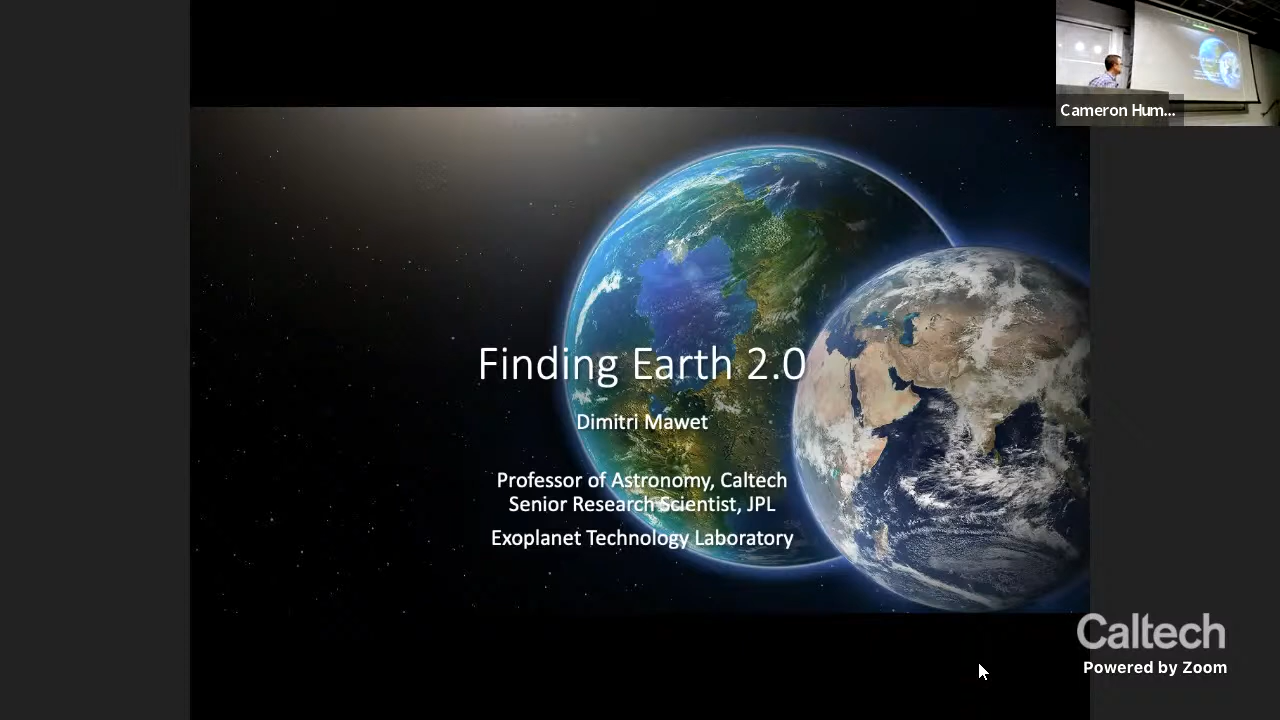 Cameron Hum...
Finding Earth 2.0
Dimitri Mawet
Professor of Astronomy, Caltech
Senior Research Scientist, JPL
Exoplanet Technology Laboratory
Caltech
Powered by Zoom